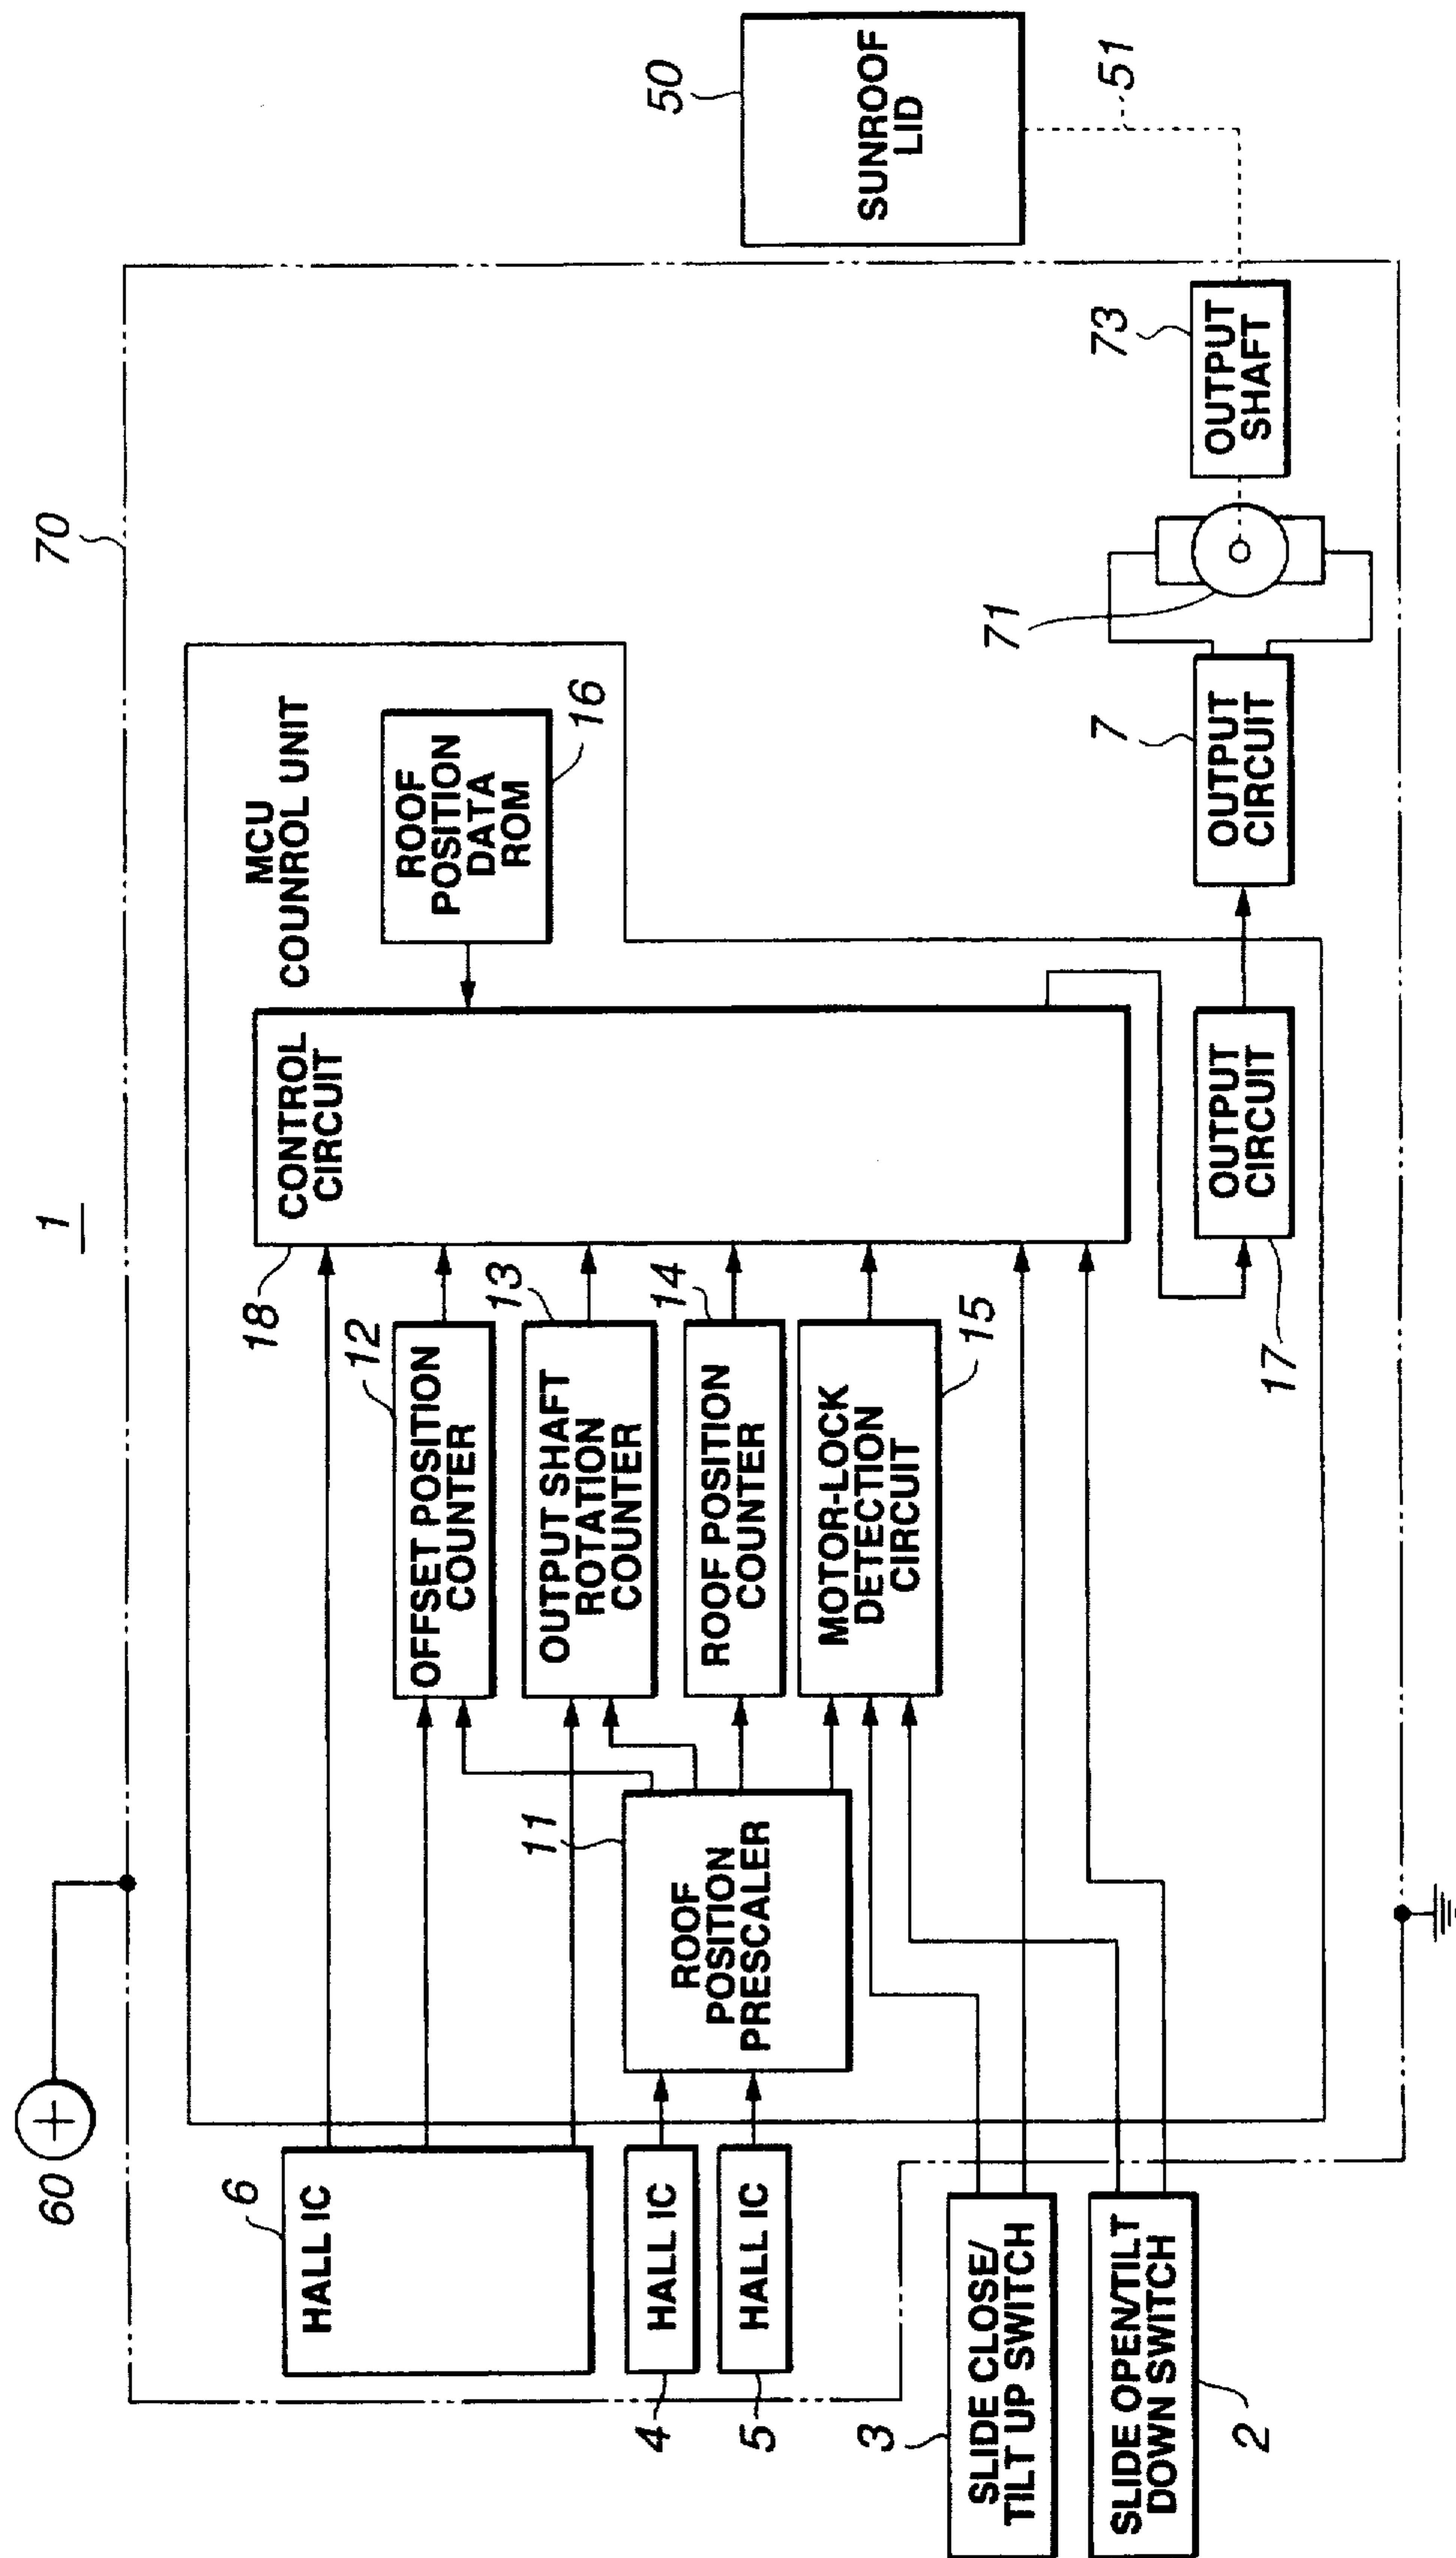 1
60
70
6
HALL IC
4
HALL IC
5
HALL IC
3
SLIDE CLOSE/
TILT UP SWITCH
2
SLIDE OPEN/TILT
DOWN SWITCH
11
ROOF
POSITION
PRESCALER
12
OFFSET POSITION
COUNTER
13
OUTPUT SHAFT
ROTATION
COUNTER
14
ROOF POSITION
COUNTER
15
MOTOR-LOCK
DETECTION
CIRCUIT
18
CONTROL
CIRCUIT
MCU
COUNROL UNIT
ROOF
POSITION
DATA
ROM
16
17
OUTPUT
CIRCUIT
7
OUTPUT
CIRCUIT
71
73
OUTPUT
SHAFT
50
SUNROOF
LID
51